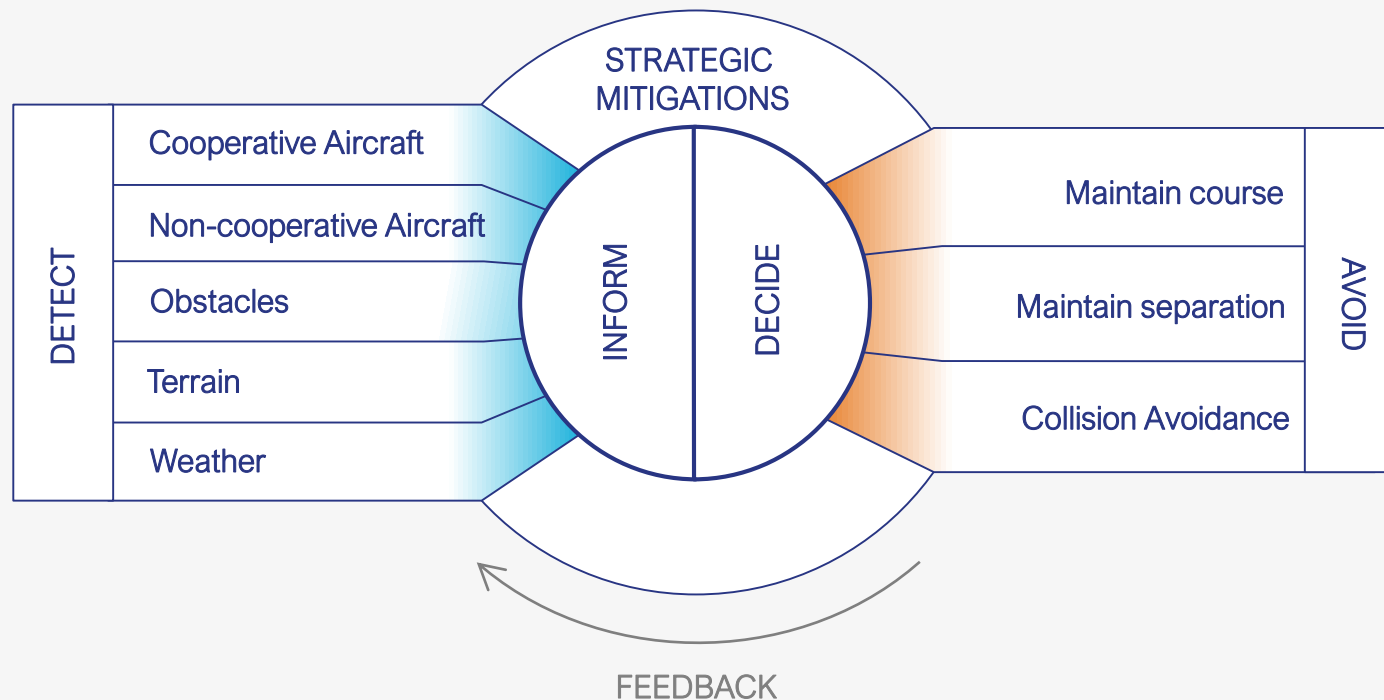 STRATEGIC
MITIGATIONS
DETECT
Cooperative Aircraft
Non-cooperative Aircraft
Obstacles
Terrain
Weather
INFORM
DECIDE
Maintain course
Maintain separation
Collision Avoidance
AVOID
FEEDBACK